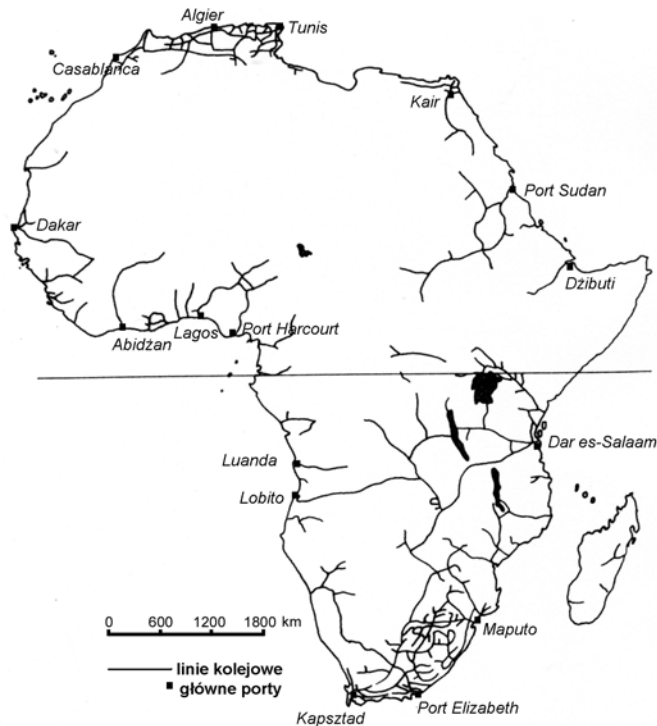 Algier
Tunis
Casablanca
Kair
Port Sudan
Dakar
Dżibuti
Lagos
Port Harcourt
Abidżan
Dar es-Salaam
Luanda
Lobito
0 600 1200 1800 km
Maputo
linie kolejowe
główne porty
Port Elizabeth
Kapsztad